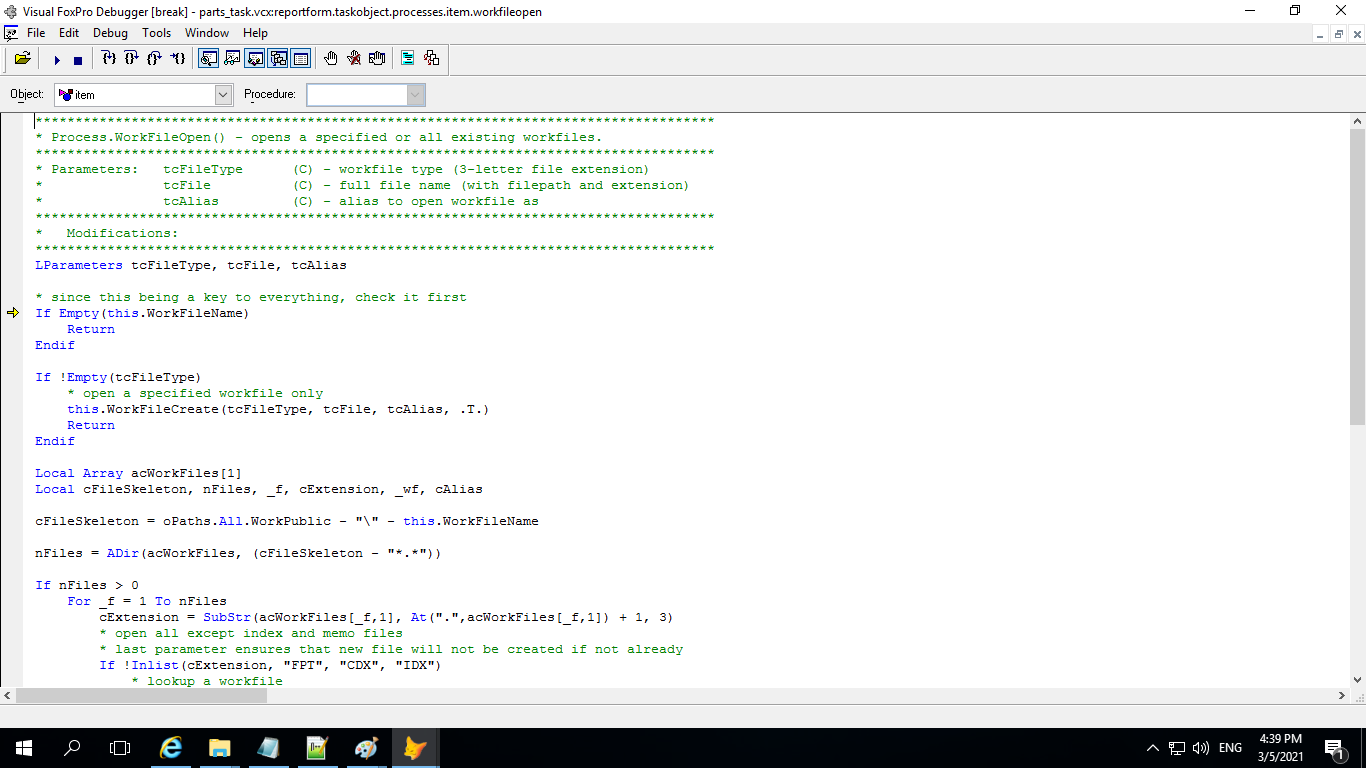 Visual FoxPro Debugger [break] - parts_task.vcx:reportform.taskobject.processes.item.workfileopen
File Edit Debug Tools Window Help
Object: item Procedure:
*************************************************************************************
* Process.WorkFileOpen() - opens a specified or all existing workfiles.
*************************************************************************************
* Parameters:   tcFileType      (C) - workfile type (3-letter file extension)
*               tcFile          (C) - full file name (with filepath and extension)
*               tcAlias         (C) - alias to open workfile as
*************************************************************************************
*   Modifications:
*************************************************************************************
LParameters tcFileType, tcFile, tcAlias
* since this being a key to everything, check it first
If Empty(this.WorkFileName)
    Return
Endif
If !Empty(tcFileType)
    * open a specified workfile only
    this.WorkFileCreate(tcFileType, tcFile, tcAlias, .T.)
    Return
Endif
Local Array acWorkFiles[1]
Local cFileSkeleton, nFiles, _f, cExtension, _wf, cAlias
cFileSkeleton = oPaths.All.WorkPublic - "\" - this.WorkFileName
nFiles = ADir(acWorkFiles, (cFileSkeleton - "*.*"))
If nFiles > 0
    For _f = 1 To nFiles
        cExtension = SubStr(acWorkFiles[_f,1], At(".",acWorkFiles[_f,1]) + 1, 3)
        * open all except index and memo files
        * last parameter ensures that new file will not be created if not already
        If !Inlist(cExtension, "FPT", "CDX", "IDX")
            * lookup a workfile
ENG
4:39 PM
3/5/2021
1